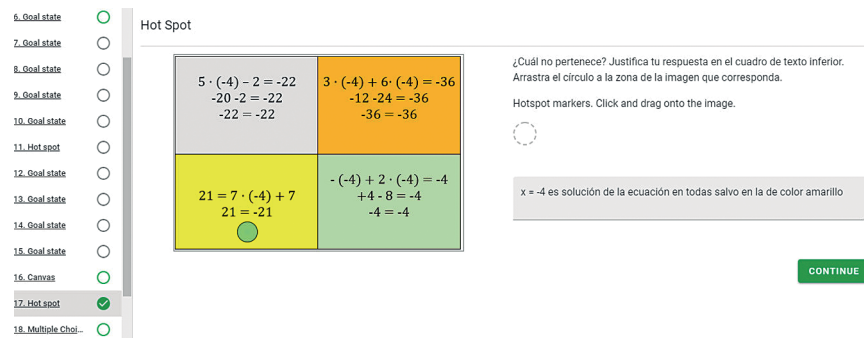 6. Goal state
7. Goal state
8. Goal state
9. Goal state
10. Goal state
11. Hot spot
12. Goal state
13. Goal state
14. Goal state
15. Goal state
16. Canvas
17. Hot spot
18. Multiple Choi...
Hot Spot
5 · (-4) – 2 = -22
-20 -2 = -22
-22 = -22
3 · (-4) + 6· (-4) = -36
-12 -24 = -36
-36 = -36
21 = 7 · (-4) + 7
21 = -21
- (-4) + 2 · (-4) = -4
+4 - 8 = -4
-4 = -4
¿Cuál no pertenece? Justifica tu respuesta en el cuadro de texto inferior.
Arrastra el círculo a la zona de la imagen que corresponda.
Hotspot markers. Click and drag onto the image.
x = -4 es solución de la ecuación en todas salvo en la de color amarillo
CONTINUE